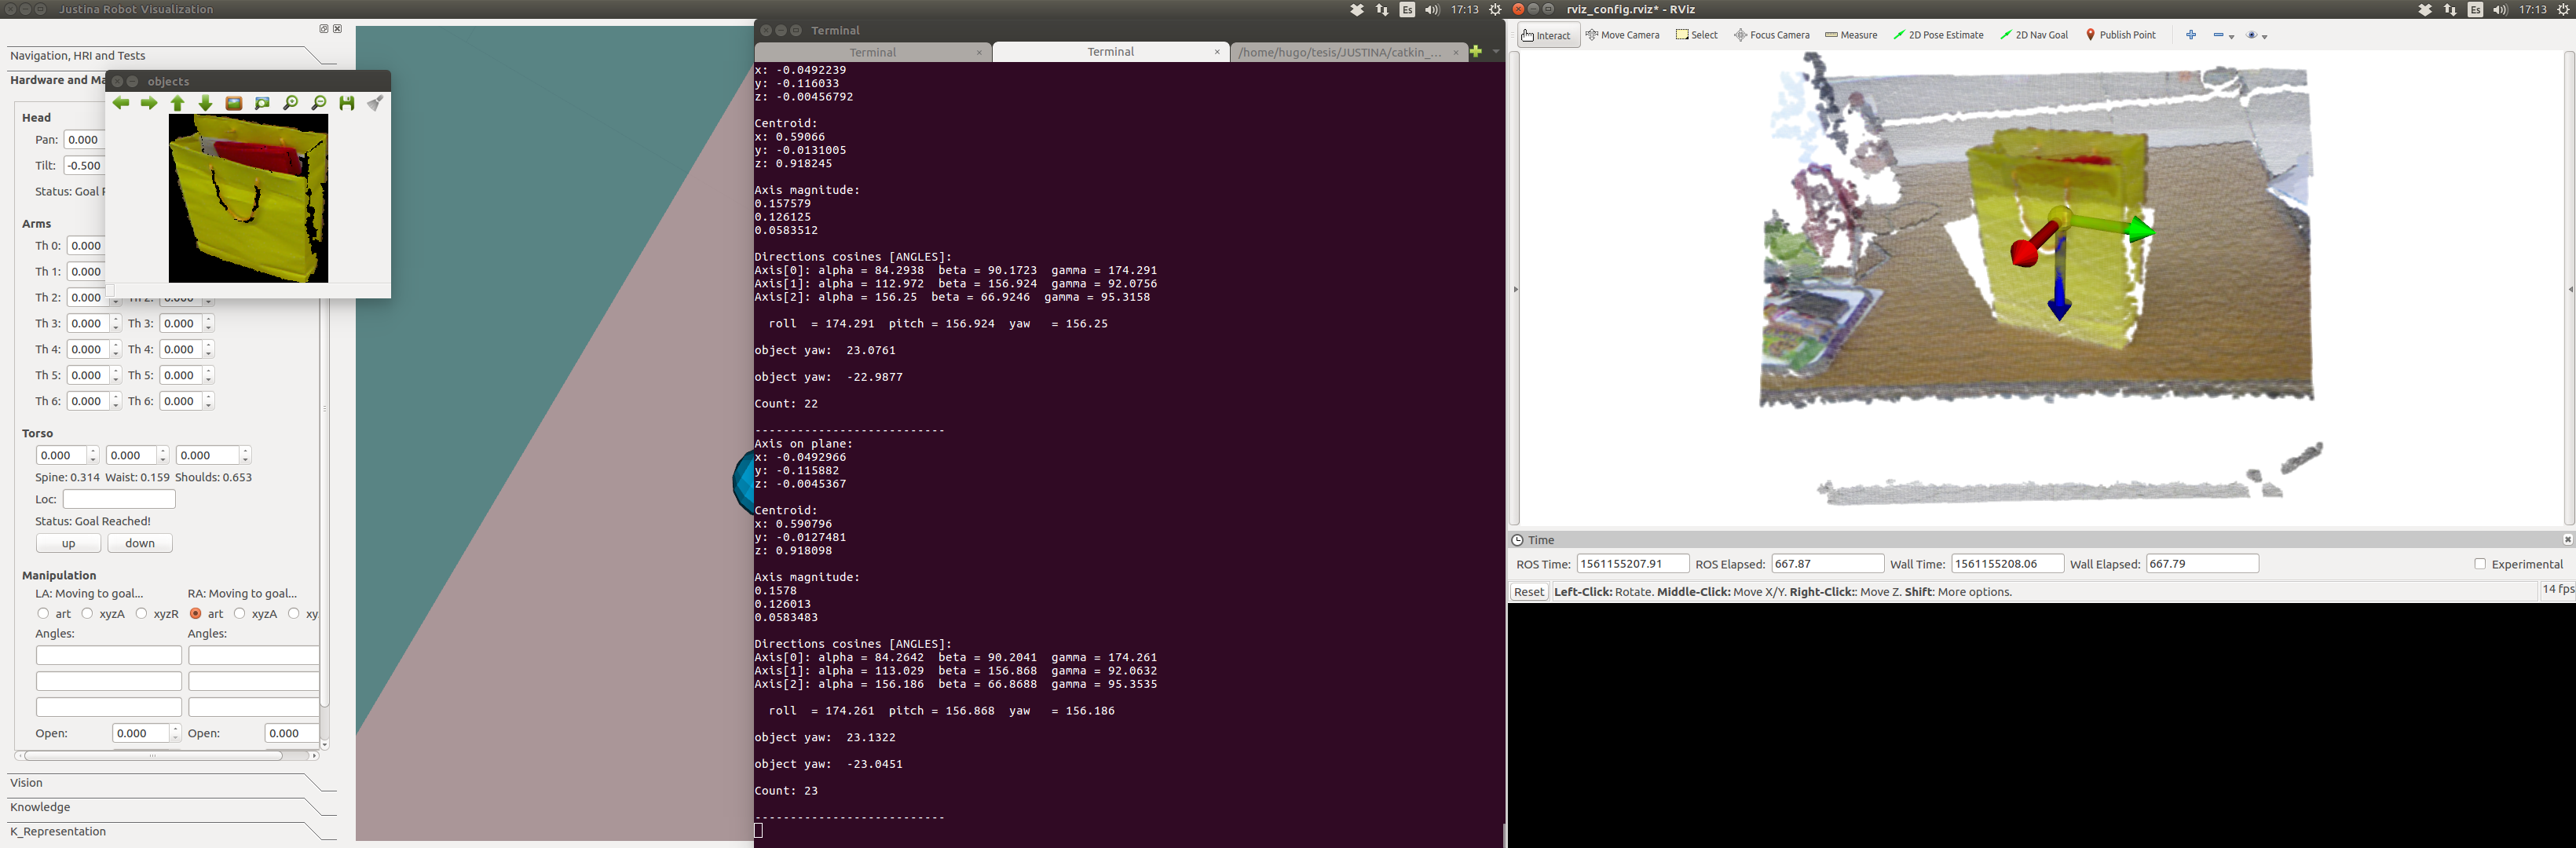 Justina Robot Visualization
Es 17:13
Navigation, HRI and Tests
Hardware and Ma
objects
Head
Pan: 0.000
Tilt: -0.500
Status: Goal R
Arms
Th 0: 0.000
Th 1: 0.000
Th 2: 0.000 Th 2: 0.000
Th 3: 0.000 Th 3: 0.000
Th 4: 0.000 Th 4: 0.000
Th 5: 0.000 Th 5: 0.000
Th 6: 0.000 Th 6: 0.000
Torso
0.000 0.000 0.000
Spine: 0.314 Waist: 0.159 Shoulds: 0.653
Loc:
Status: Goal Reached!
up down
Manipulation
LA: Moving to goal... RA: Moving to goal...
art xyzA xyzR art xyzA xy
Angles: Angles:
Open: 0.000 Open: 0.000
Vision
Knowledge
K_Representation
Terminal
Terminal Terminal /home/hugo/tesis/JUSTINA/catkin_...
x: -0.0492239
y: -0.116033
z: -0.00456792
Centroid:
x: 0.59066
y: -0.0131005
z: 0.918245
Axis magnitude:
0.157579
0.126125
0.0583512
Directions cosines [ANGLES]:
Axis[0]: alpha = 84.2938 beta = 90.1723 gamma = 174.291
Axis[1]: alpha = 112.972 beta = 156.924 gamma = 92.0756
Axis[2]: alpha = 156.25 beta = 66.9246 gamma = 95.3158
roll = 174.291 pitch = 156.924 yaw = 156.25
object yaw: 23.0761
object yaw: -22.9877
Count: 22
---------------------------
Axis on plane:
x: -0.0492966
y: -0.115882
z: -0.0045367
Centroid:
x: 0.590796
y: -0.0127481
z: 0.918098
Axis magnitude:
0.1578
0.126013
0.0583483
Directions cosines [ANGLES]:
Axis[0]: alpha = 84.2642 beta = 90.2041 gamma = 174.261
Axis[1]: alpha = 113.029 beta = 156.868 gamma = 92.0632
Axis[2]: alpha = 156.186 beta = 66.8688 gamma = 95.3535
roll = 174.261 pitch = 156.868 yaw = 156.186
object yaw: 23.1322
object yaw: -23.0451
Count: 23
---------------------------
rviz_config.rviz* - RViz
Es 17:13
Interact Move Camera Select Focus Camera Measure 2D Pose Estimate 2D Nav Goal Publish Point
Time
ROS Time: 1561155207.91 ROS Elapsed: 667.87 Wall Time: 1561155208.06 Wall Elapsed: 667.79 Experimental
Reset Left-Click: Rotate. Middle-Click: Move X/Y. Right-Click:: Move Z. Shift: More options. 14 fps